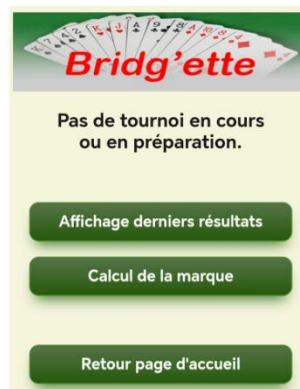 Bridg'ette
Pas de tournoi en cours
ou en préparation.
Affichage derniers résultats
Calcul de la marque
Retour page d'accueil